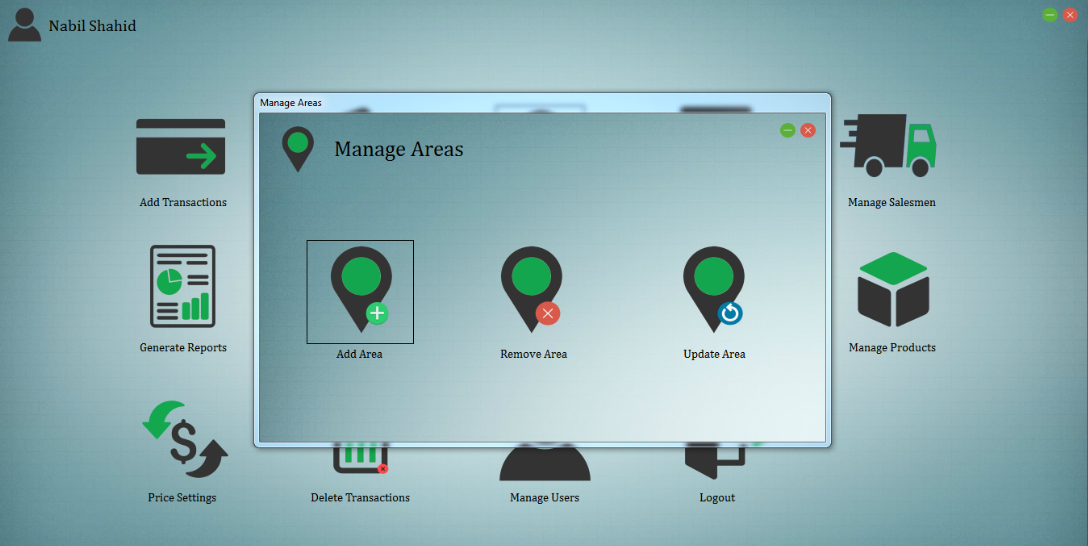 Nabil Shahid
Manage Areas
Manage Areas
Add Transactions
Manage Salesmen
Add Area
Remove Area
Update Area
Generate Reports
Manage Products
Price Settings
Delete Transactions
Manage Users
Logout